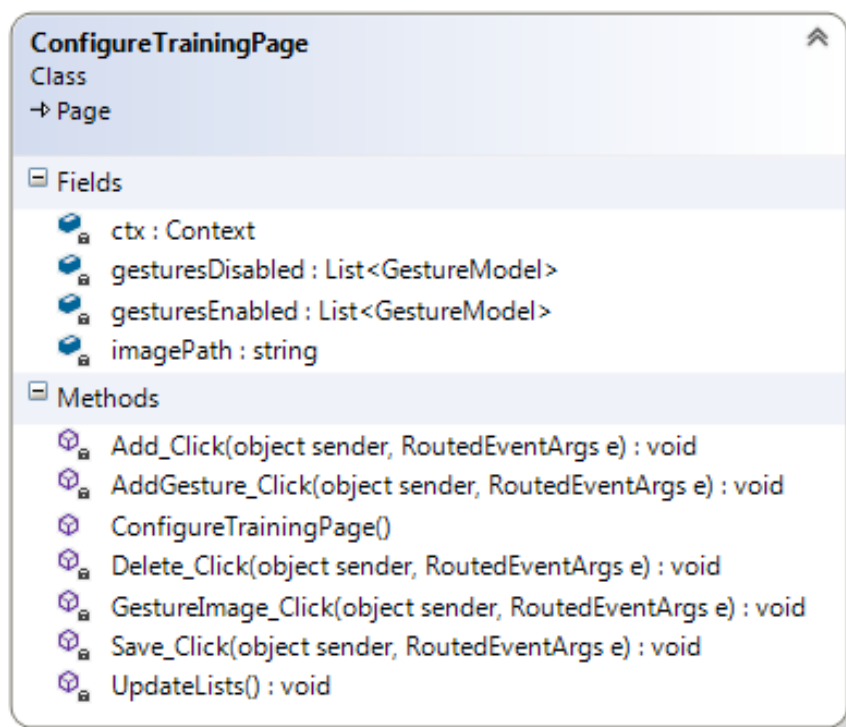 ConfigureTrainingPage
Class
Page
Fields
ctx : Context
gesturesDisabled : List<GestureModel>
gesturesEnabled : List<GestureModel>
imagePath : string
Methods
Add_Click(object sender, RoutedEventArgs e) : void
AddGesture_Click(object sender, RoutedEventArgs e) : void
ConfigureTrainingPage()
Delete_Click(object sender, RoutedEventArgs e) : void
GestureImage_Click(object sender, RoutedEventArgs e) : void
Save_Click(object sender, RoutedEventArgs e) : void
UpdateLists() : void